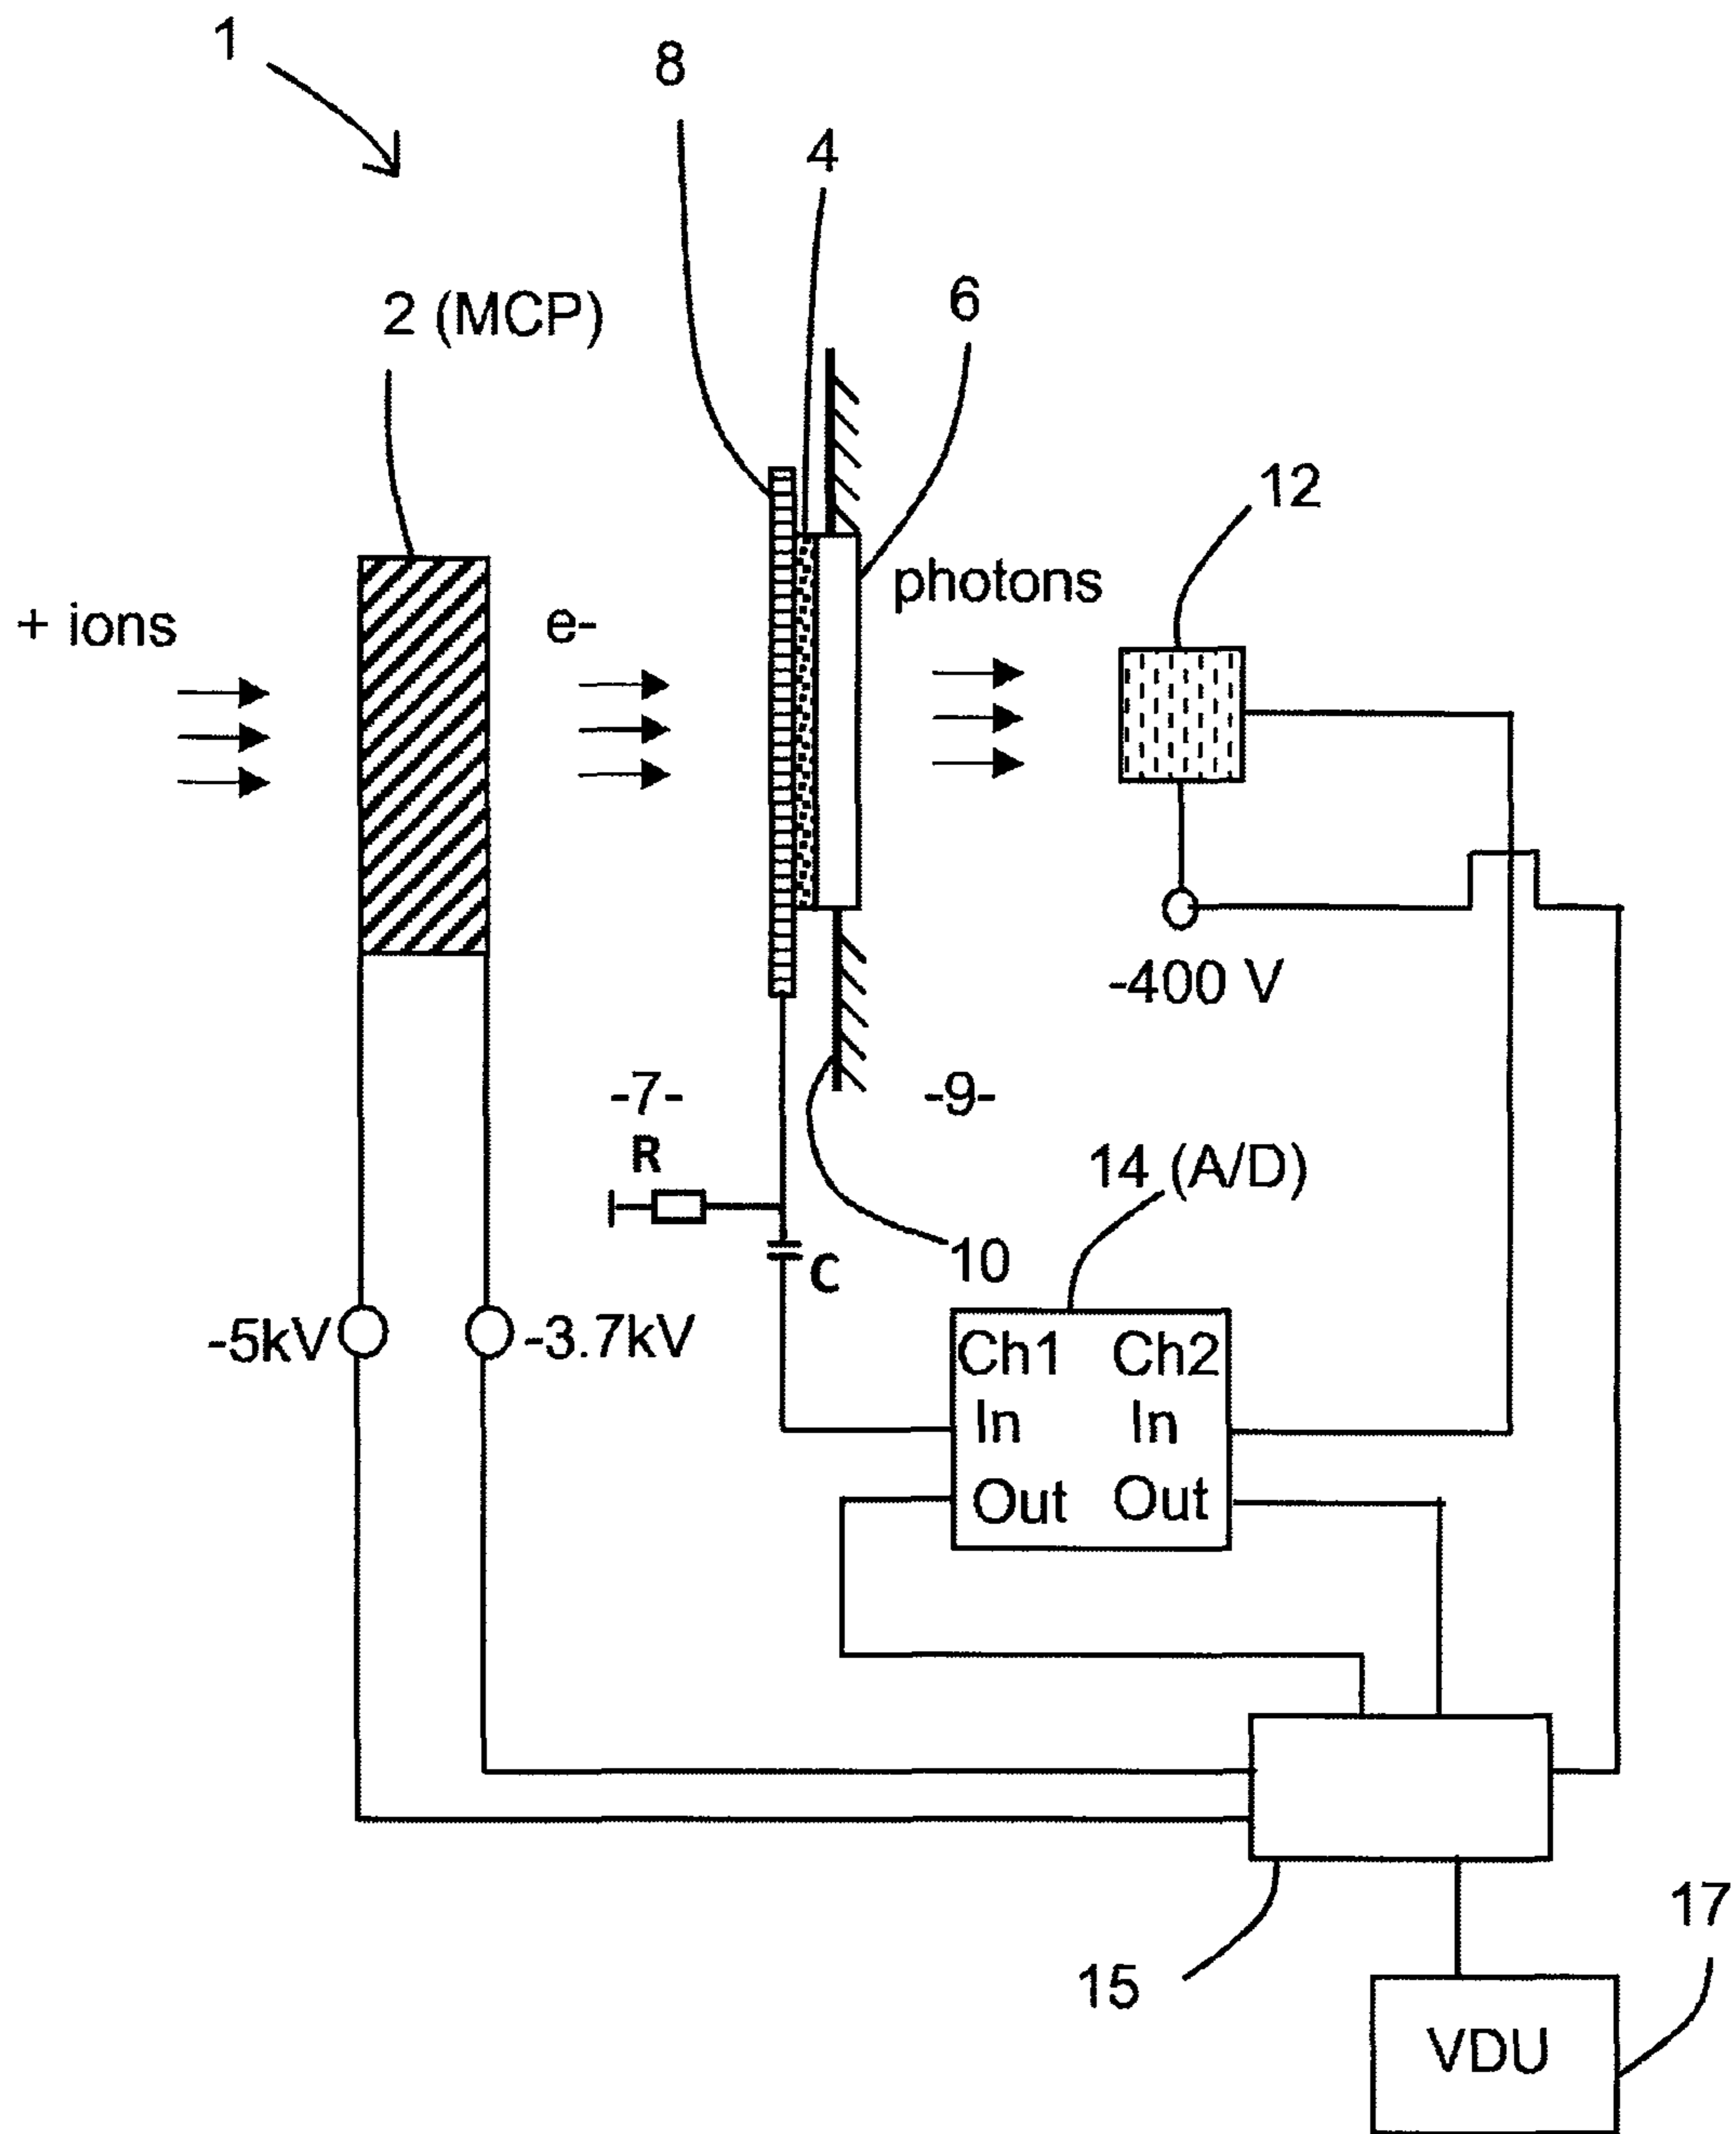 1
8
4
2 (MCP)
6
12
+ ions
e-
photons
-400 V
-7-
-9-
R
14 (A/D)
10
C
-5kV
-3.7kV
Ch1 Ch2
In In
Out Out
15
17
VDU